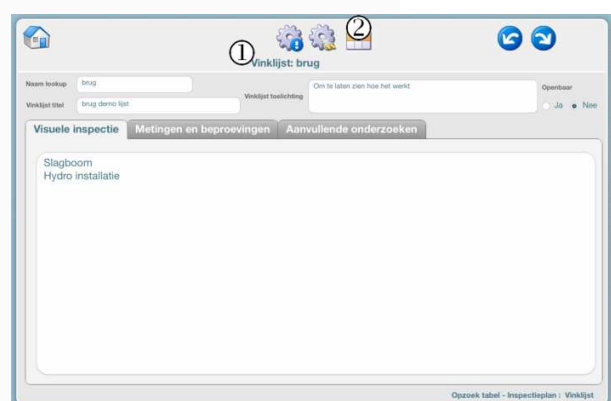 ① ②
Vinklijst: brug
Naam lookup brug
Vinklijst titel brug demo lijst
Vinklijst toelichting Om te laten zien hoe het werkt
Openbaar
Ja Nee
Visuele inspectie Metingen en beproevingen Aanvullende onderzoeken
Slagboom
Hydro installatie
Opzoek tabel - Inspectieplan : Vinklijst